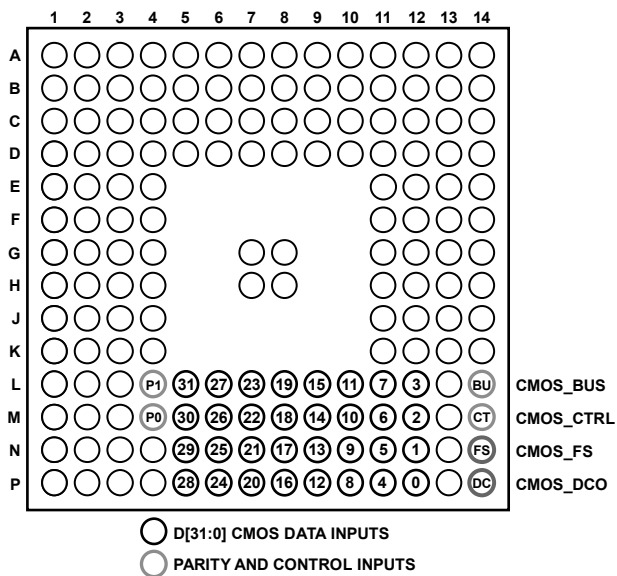 1 2 3 4 5 6 7 8 9 10 11 12 13 14
A
B
C
D
E
F
G
H
J
K
L P1 31 27 23 19 15 11 7 3 BU CMOS_BUS
M P0 30 26 22 18 14 10 6 2 CT CMOS_CTRL
N 29 25 21 17 13 9 5 1 FS CMOS_FS
P 28 24 20 16 12 8 4 0 DC CMOS_DCO
D[31:0] CMOS DATA INPUTS
PARITY AND CONTROL INPUTS